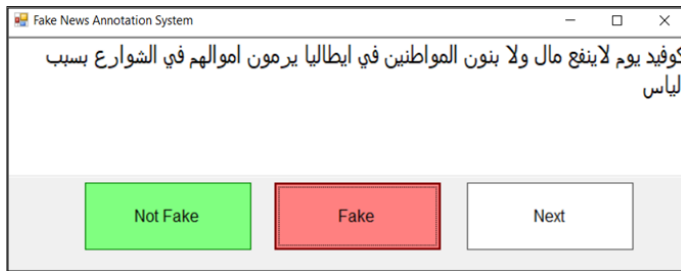 Fake News Annotation System
كوفيد يوم لاينفع مال ولا بنون المواطنين في ايطاليا يرمون اموالهم في الشوارع بسبب
الياس
Not Fake
Fake
Next